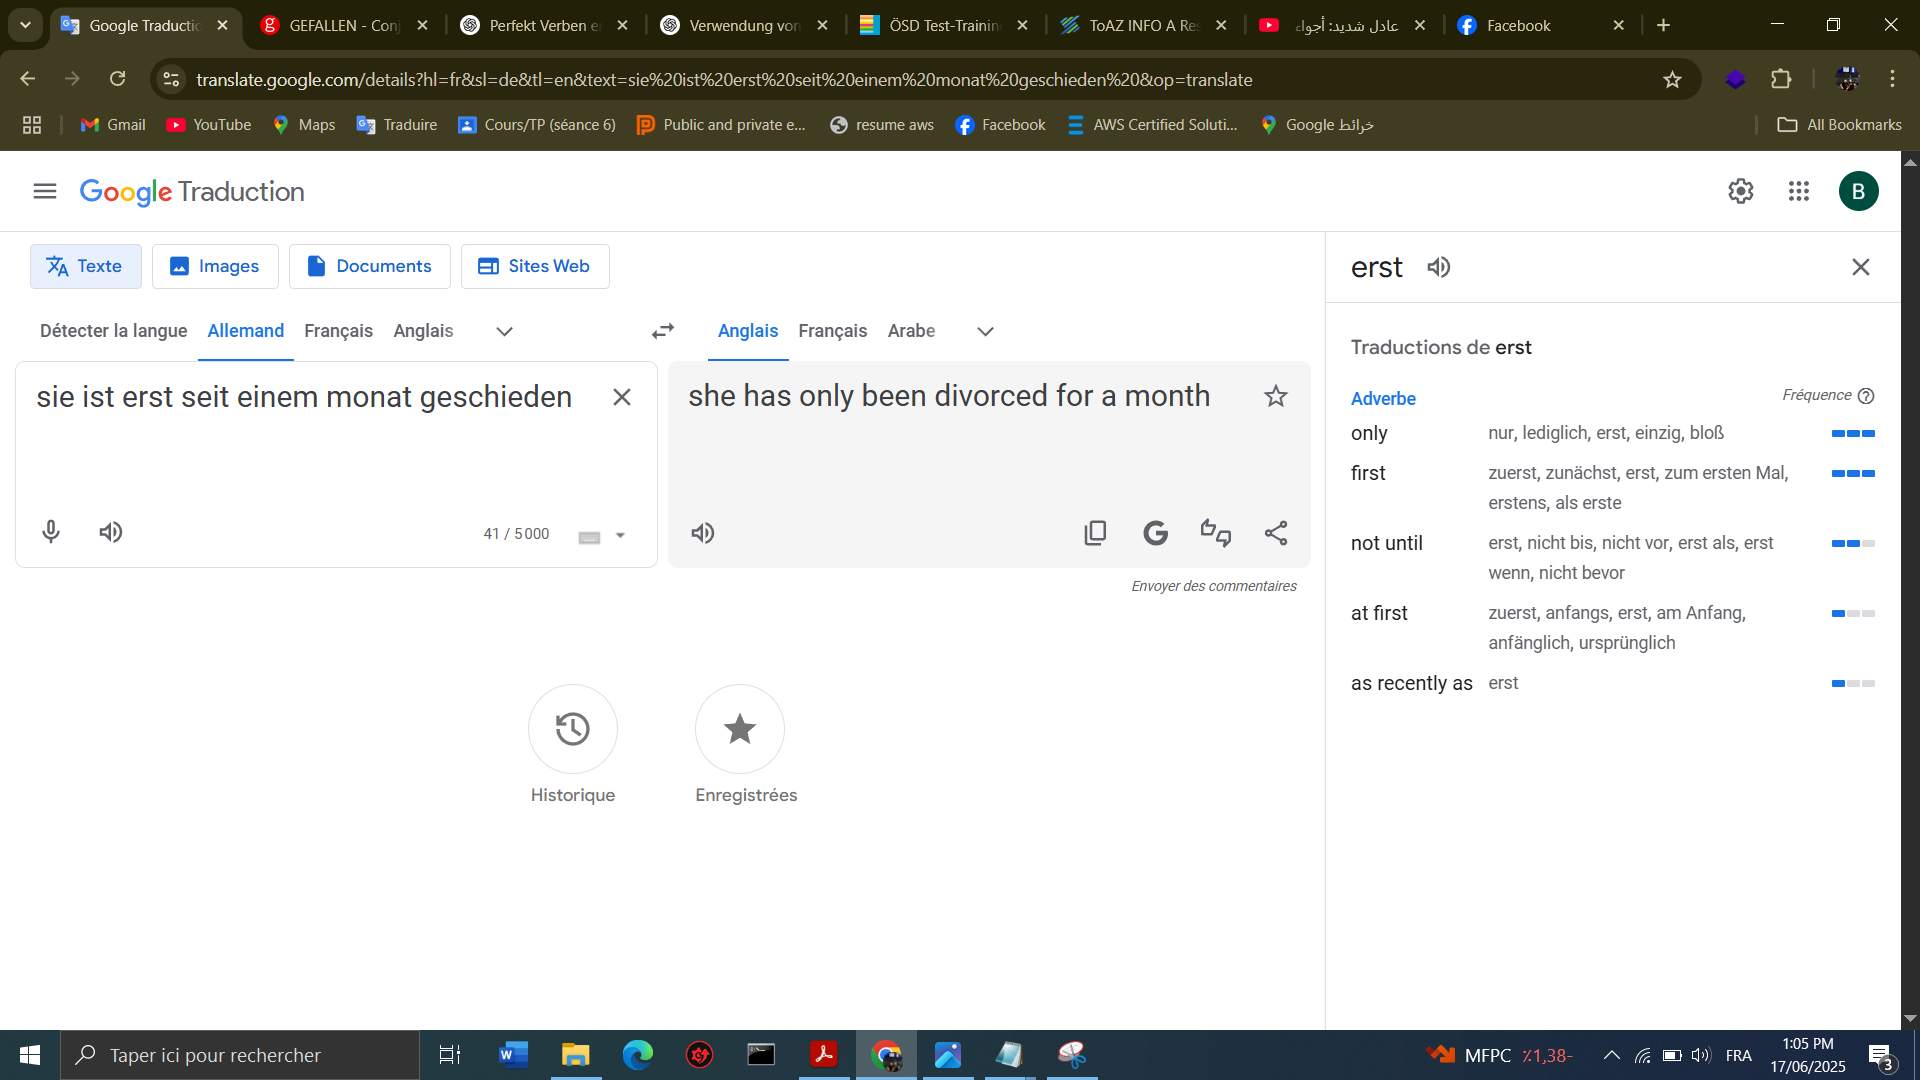 Google Traductio
GEFALLEN - Conj
Perfekt Verben e
Verwendung von
ÖSD Test-Trainin
ToAZ INFO A Res
عادل شديد: أجواء
Facebook
translate.google.com/details?hl=fr&sl=de&tl=en&text=sie%20ist%20erst%20seit%20einem%20monat%20geschieden%20&op=translate
Gmail
YouTube
Maps
Traduire
Cours/TP (séance 6)
Public and private e...
resume aws
Facebook
AWS Certified Soluti...
خرائط Google
All Bookmarks
Google Traduction
B
Texte
Images
Documents
Sites Web
Détecter la langue
Allemand
Français
Anglais
Anglais
Français
Arabe
sie ist erst seit einem monat geschieden
41 / 5 000
she has only been divorced for a month
Envoyer des commentaires
Historique
Enregistrées
erst
Traductions de erst
Adverbe
Fréquence
only
nur, lediglich, erst, einzig, bloß
first
zuerst, zunächst, erst, zum ersten Mal,
erstens, als erste
not until
erst, nicht bis, nicht vor, erst als, erst
wenn, nicht bevor
at first
zuerst, anfangs, erst, am Anfang,
anfänglich, ursprünglich
as recently as
erst
Taper ici pour rechercher
MFPC
٪1,38-
FRA
1:05 PM
17/06/2025
3